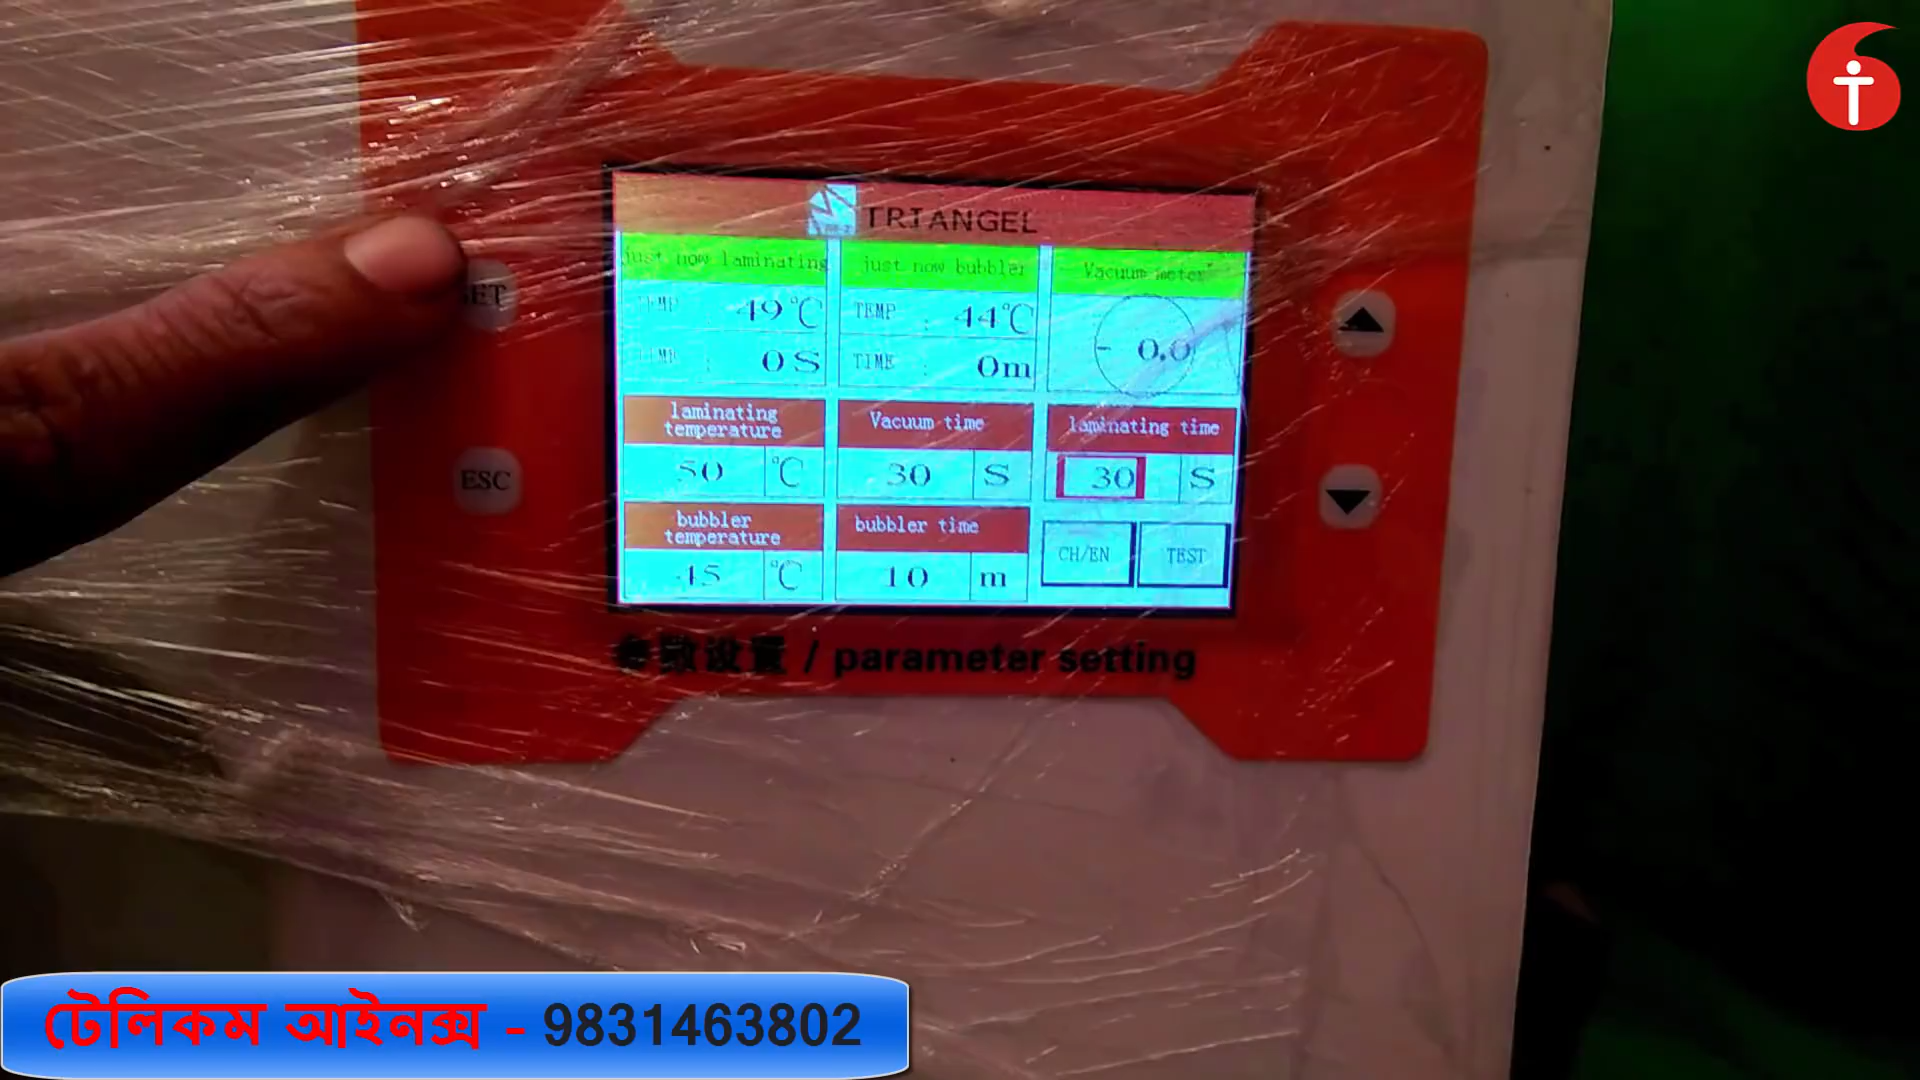 TRIANGEL
just now laminating
just now bubbler
Vacuum meter
TEMP : 49℃
TEMP : 44℃
- 0.0
TIME : 0S
TIME : 0m
SET
ESC
laminating
temperature
Vacuum time
laminating time
50 ℃
30 S
30 S
bubbler
temperature
bubbler time
CH/EN
TEST
45 ℃
10 m
参数设置 / parameter setting
টেলিকম আইনক্স - 9831463802